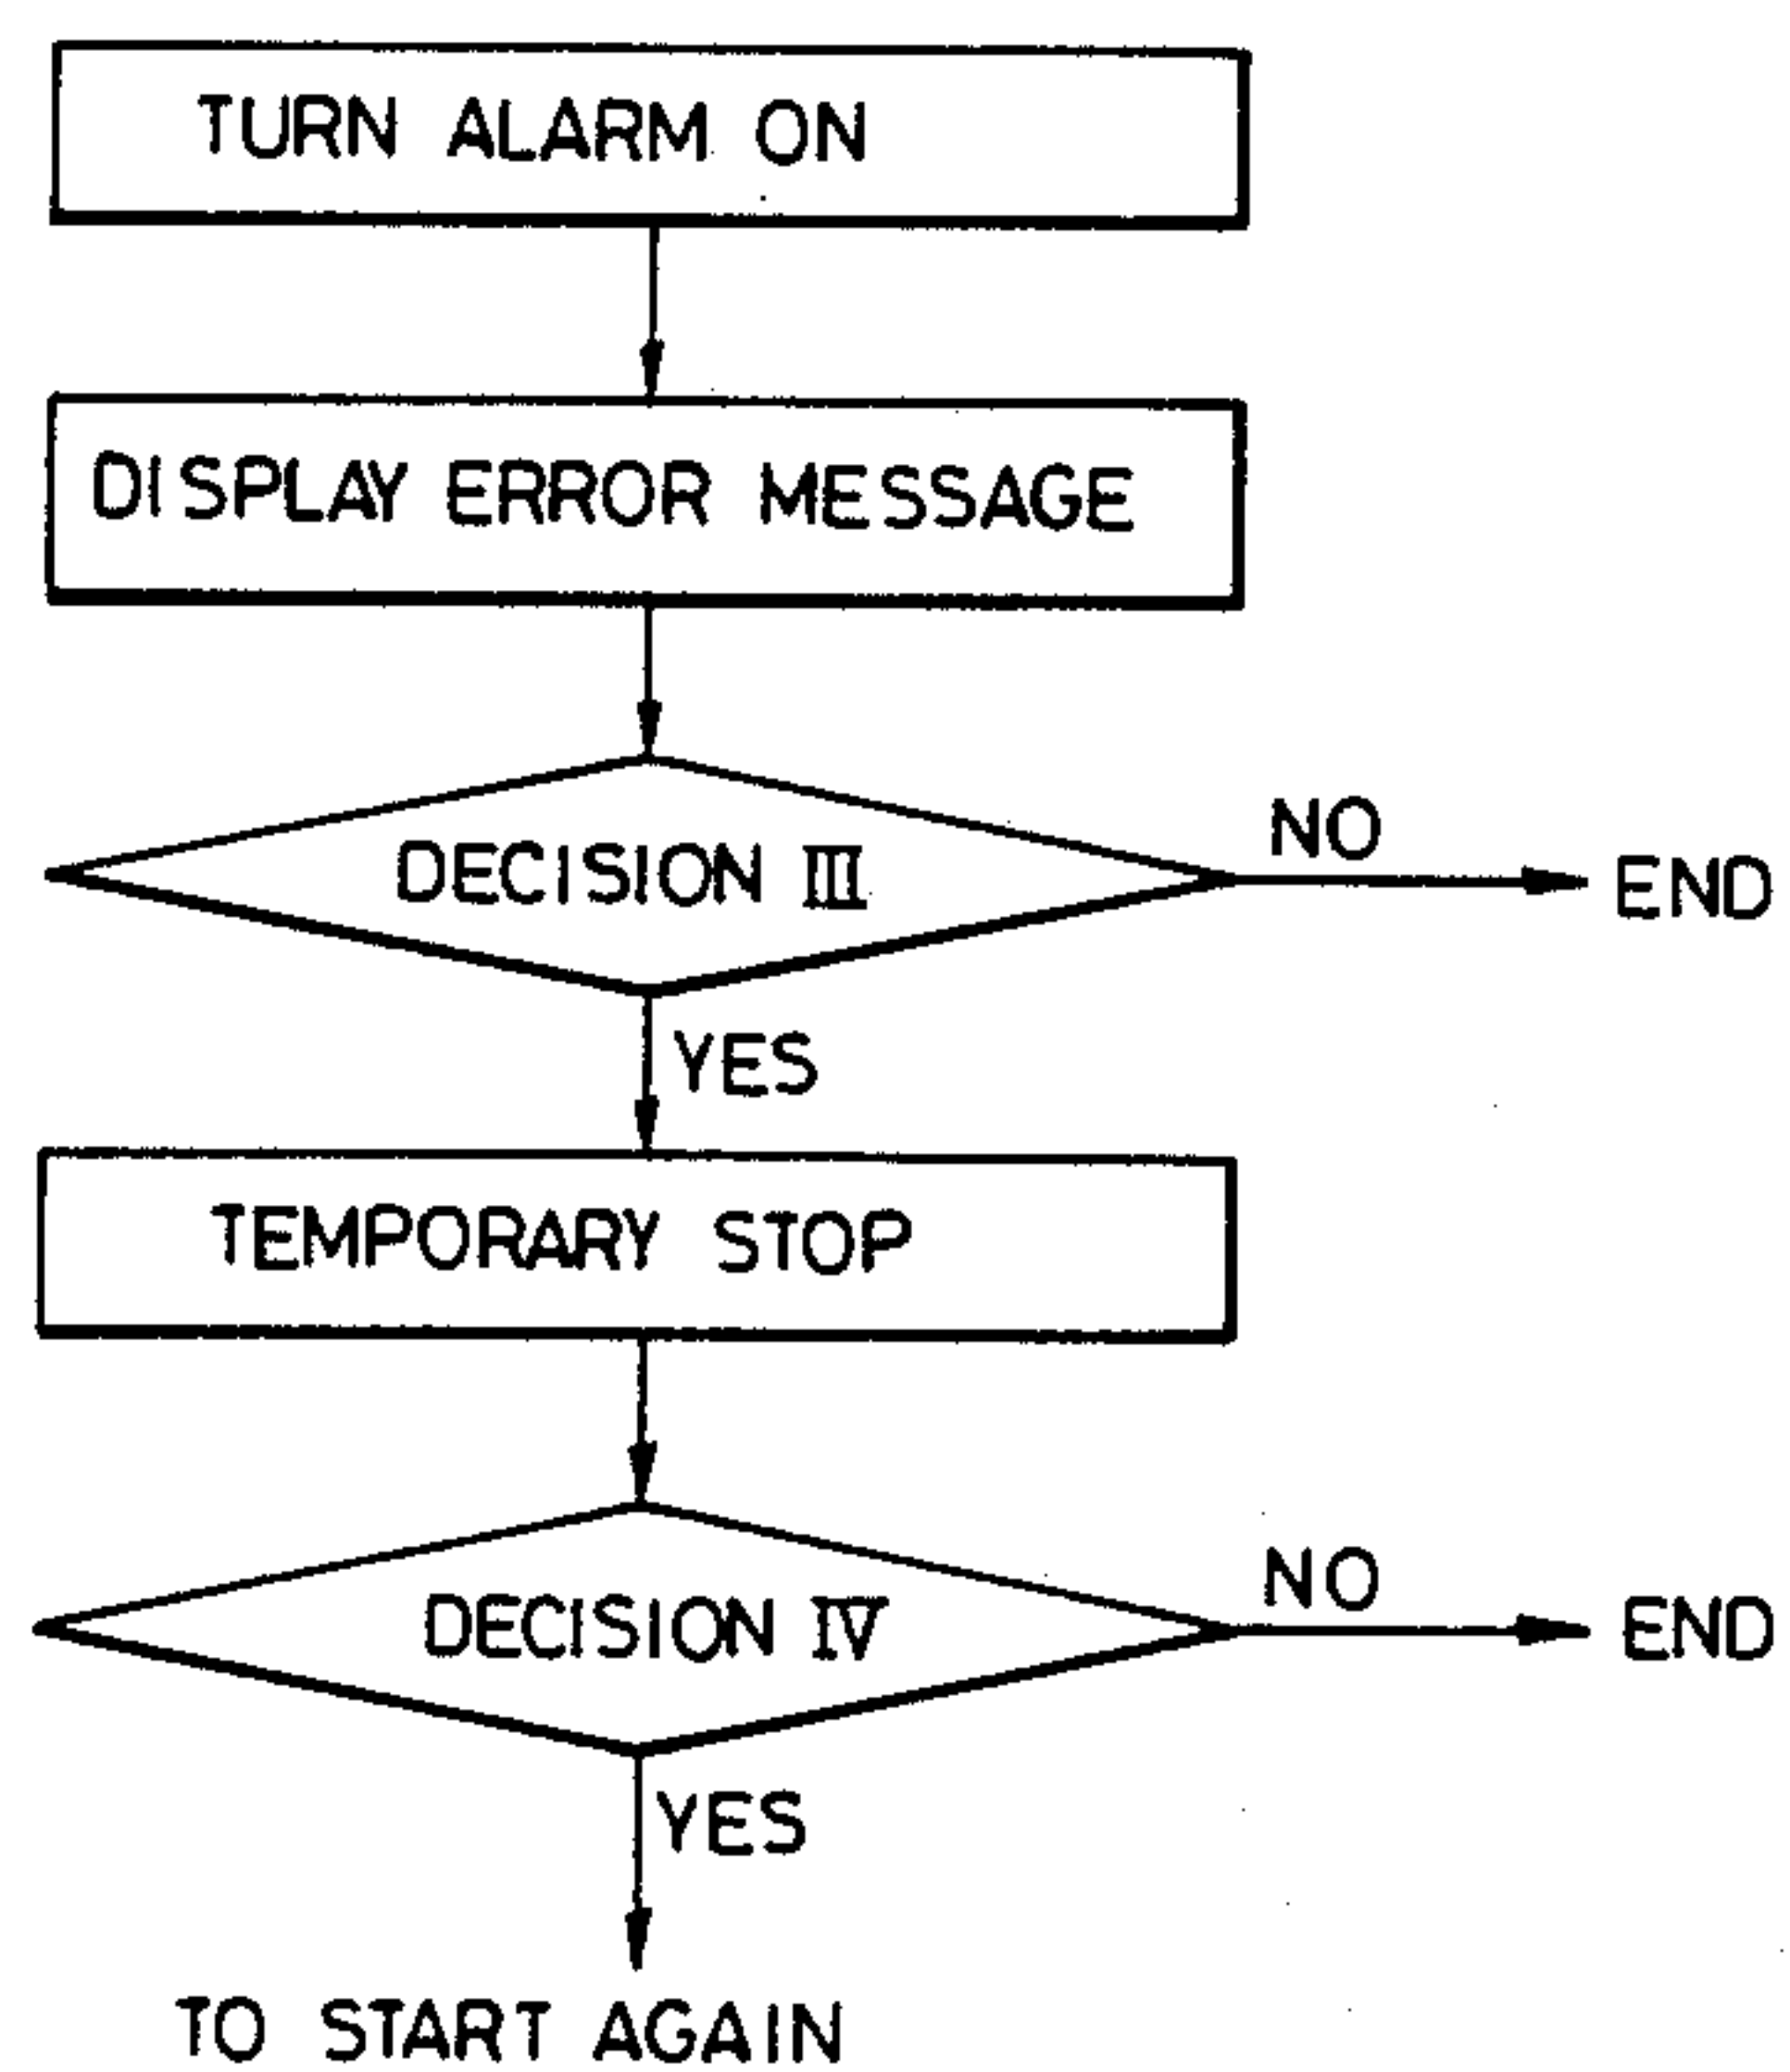 TURN ALARM ON
DISPLAY ERROR MESSAGE
DECISION III
NO
END
YES
TEMPORARY STOP
DECISION IV
NO
END
YES
TO START AGAIN